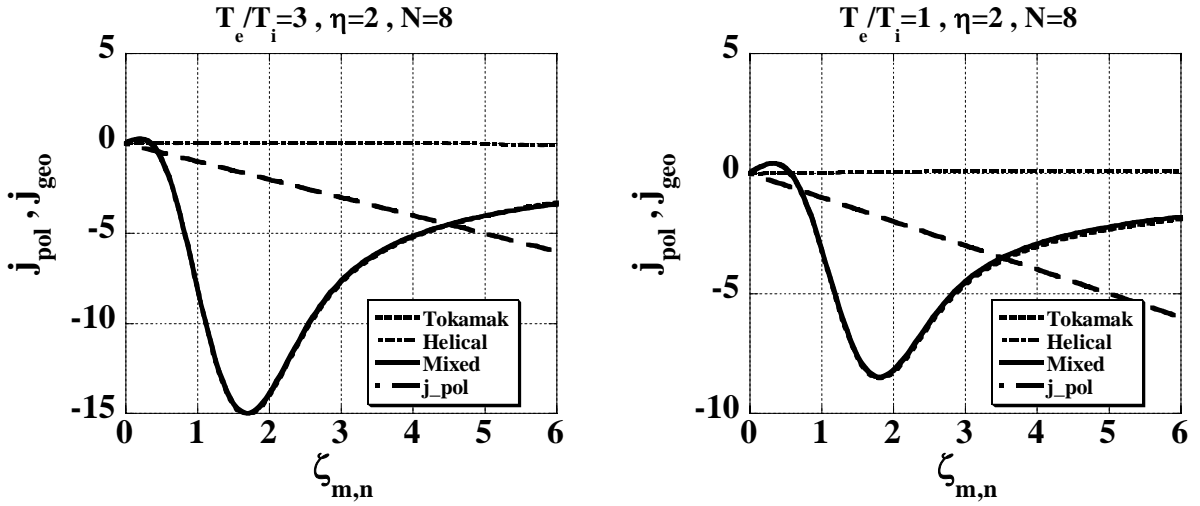 T_e/T_i=3 , η=2 , N=8
5
0
-5
-10
-15
j_pol , j_geo
0 1 2 3 4 5 6
ζ_m,n
Tokamak
Helical
Mixed
j_pol
T_e/T_i=1 , η=2 , N=8
5
0
-5
-10
j_pol , j_geo
0 1 2 3 4 5 6
ζ_m,n
Tokamak
Helical
Mixed
j_pol